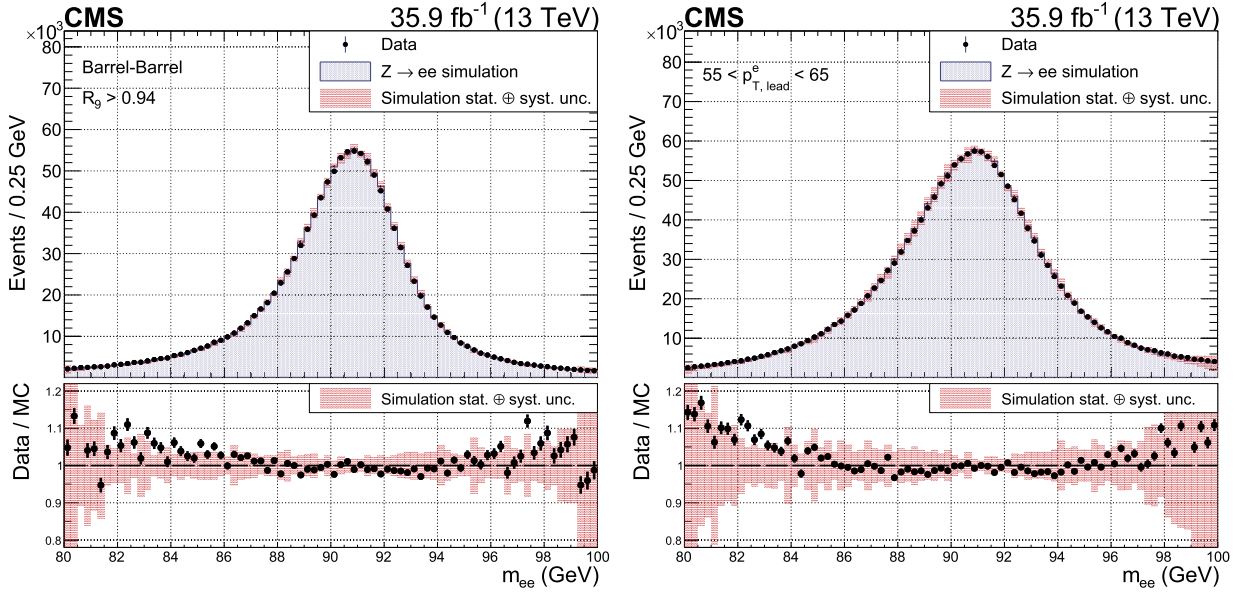 CMS 35.9 fb⁻¹ (13 TeV)
×10³
Data
Z → ee simulation
Simulation stat. ⊕ syst. unc.
Barrel-Barrel
R₉ > 0.94
Events / 0.25 GeV
80
70
60
50
40
30
20
10
Simulation stat. ⊕ syst. unc.
Data / MC
1.2
1.1
1
0.9
0.8
80 82 84 86 88 90 92 94 96 98 100
m_ee (GeV)
CMS 35.9 fb⁻¹ (13 TeV)
×10³
Data
Z → ee simulation
Simulation stat. ⊕ syst. unc.
55 < p^e_T, lead < 65
Events / 0.25 GeV
80
70
60
50
40
30
20
10
Simulation stat. ⊕ syst. unc.
Data / MC
1.2
1.1
1
0.9
0.8
80 82 84 86 88 90 92 94 96 98 100
m_ee (GeV)